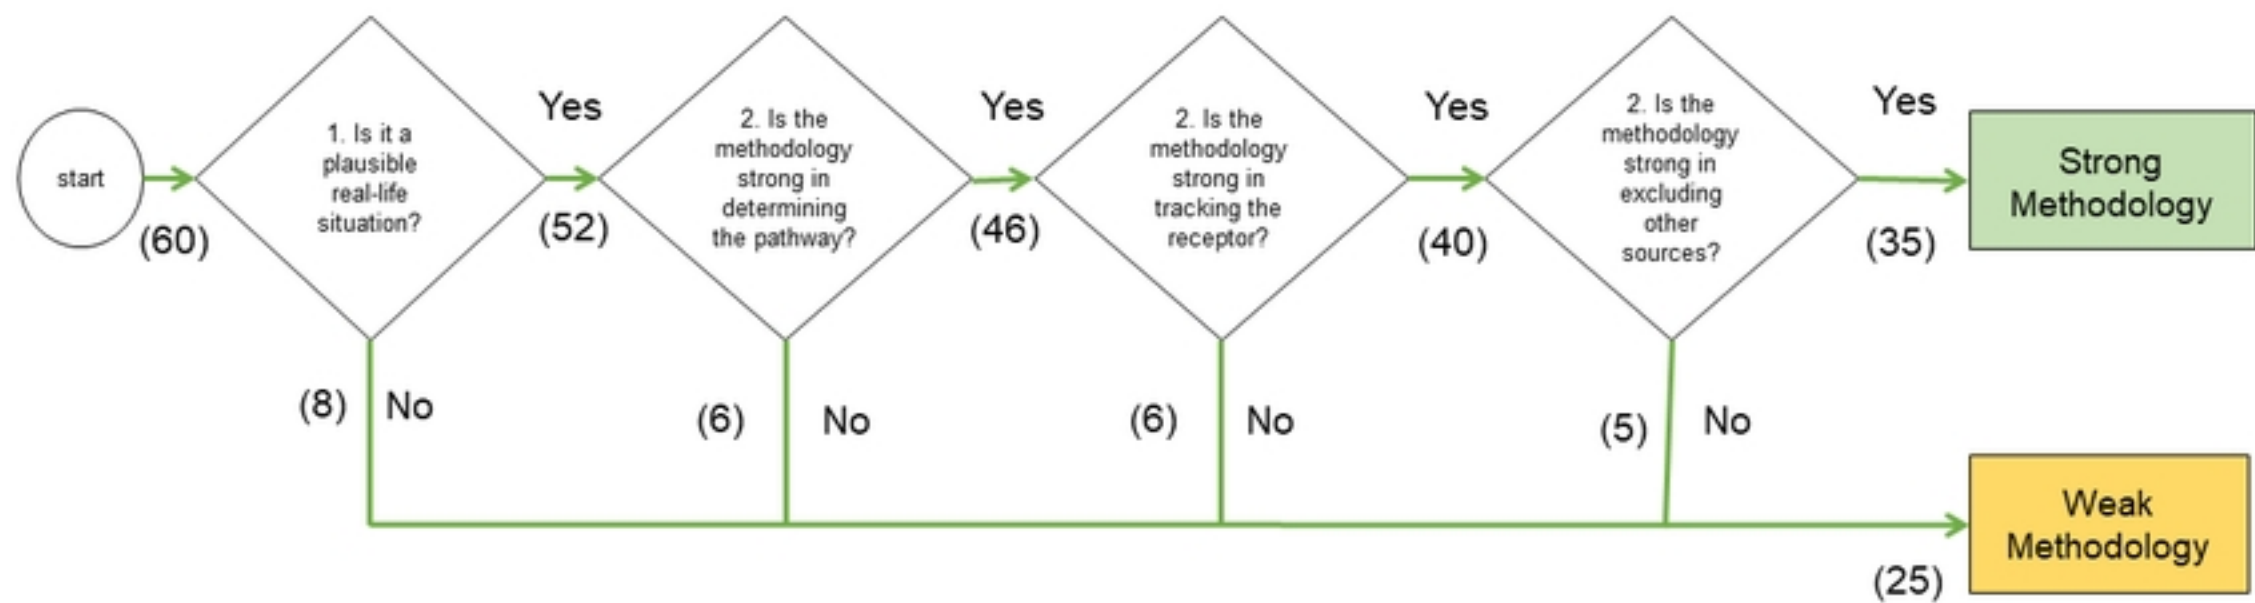 start
(60)
1. Is it a
plausible
real-life
situation?
Yes
(52)
2. Is the
methodology
strong in
determining
the pathway?
Yes
(46)
2. Is the
methodology
strong in
tracking the
receptor?
Yes
(40)
2. Is the
methodology
strong in
excluding
other
sources?
Yes
(35)
Strong
Methodology
(8)
No
(6)
No
(6)
No
(5)
No
Weak
Methodology
(25)